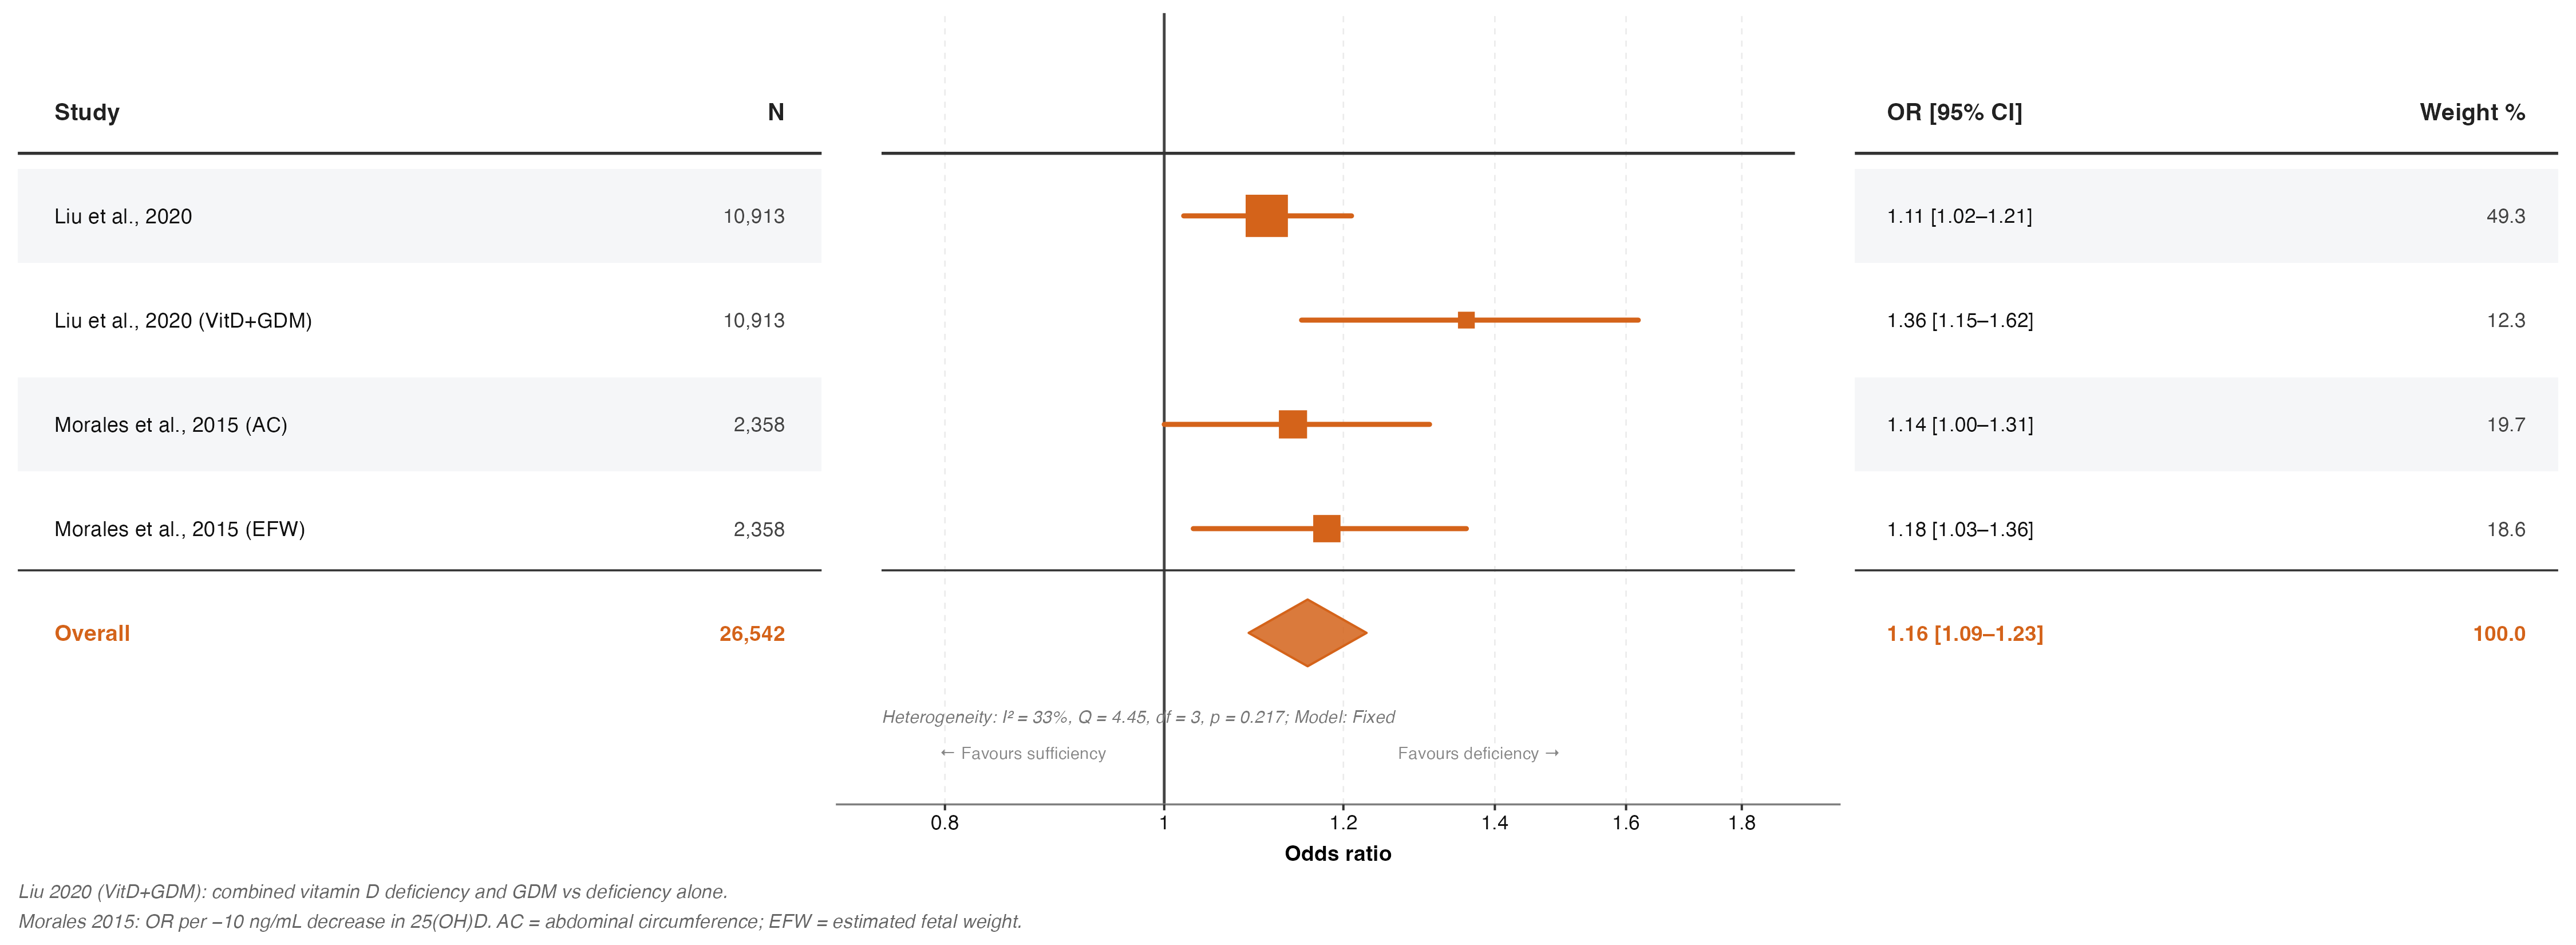 Study N OR [95% CI] Weight %
Liu et al., 2020 10,913 1.11 [1.02–1.21] 49.3
Liu et al., 2020 (VitD+GDM) 10,913 1.36 [1.15–1.62] 12.3
Morales et al., 2015 (AC) 2,358 1.14 [1.00–1.31] 19.7
Morales et al., 2015 (EFW) 2,358 1.18 [1.03–1.36] 18.6
Overall 26,542 1.16 [1.09–1.23] 100.0
Heterogeneity: I² = 33%, Q = 4.45, df = 3, p = 0.217; Model: Fixed
← Favours sufficiency Favours deficiency →
0.8 1 1.2 1.4 1.6 1.8
Odds ratio
Liu 2020 (VitD+GDM): combined vitamin D deficiency and GDM vs deficiency alone.
Morales 2015: OR per −10 ng/mL decrease in 25(OH)D. AC = abdominal circumference; EFW = estimated fetal weight.